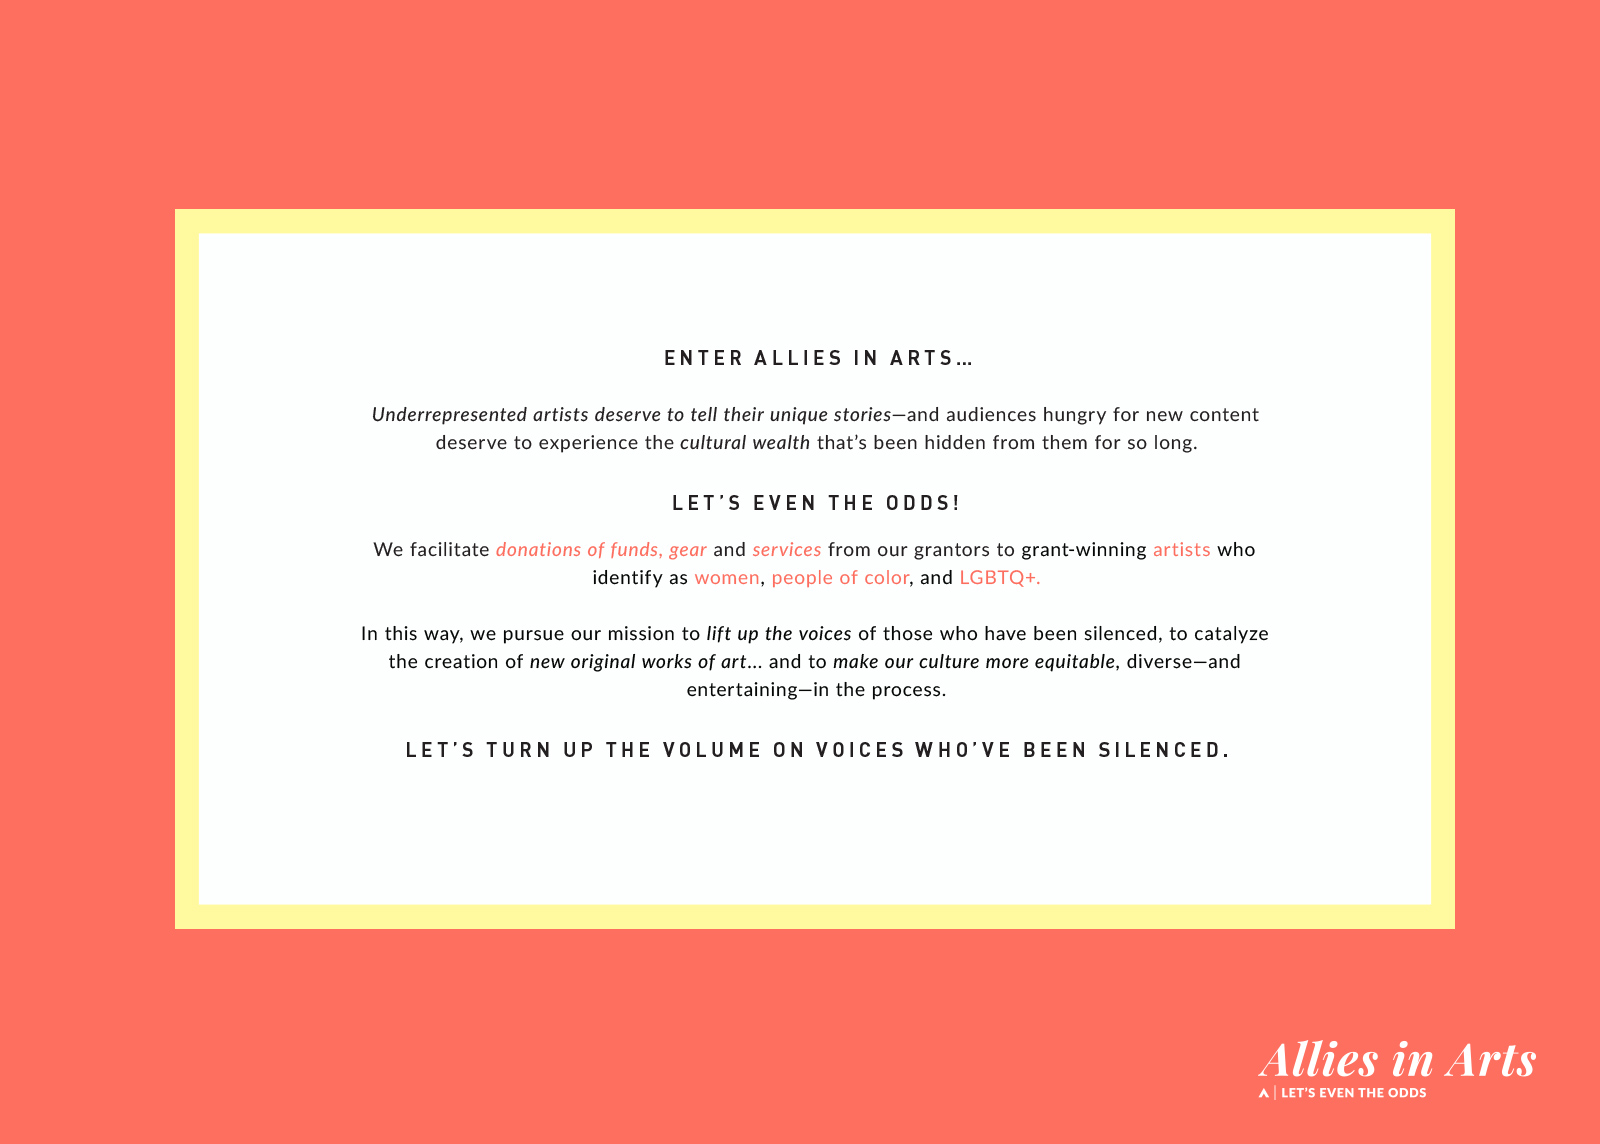 ENTER ALLIES IN ARTS…
Underrepresented artists deserve to tell their unique stories—and audiences hungry for new content
deserve to experience the cultural wealth that’s been hidden from them for so long.
LET’S EVEN THE ODDS!
We facilitate donations of funds, gear and services from our grantors to grant-winning artists who
identify as women, people of color, and LGBTQ+.
In this way, we pursue our mission to lift up the voices of those who have been silenced, to catalyze
the creation of new original works of art… and to make our culture more equitable, diverse—and
entertaining—in the process.
LET’S TURN UP THE VOLUME ON VOICES WHO’VE BEEN SILENCED.
Allies in Arts
LET’S EVEN THE ODDS